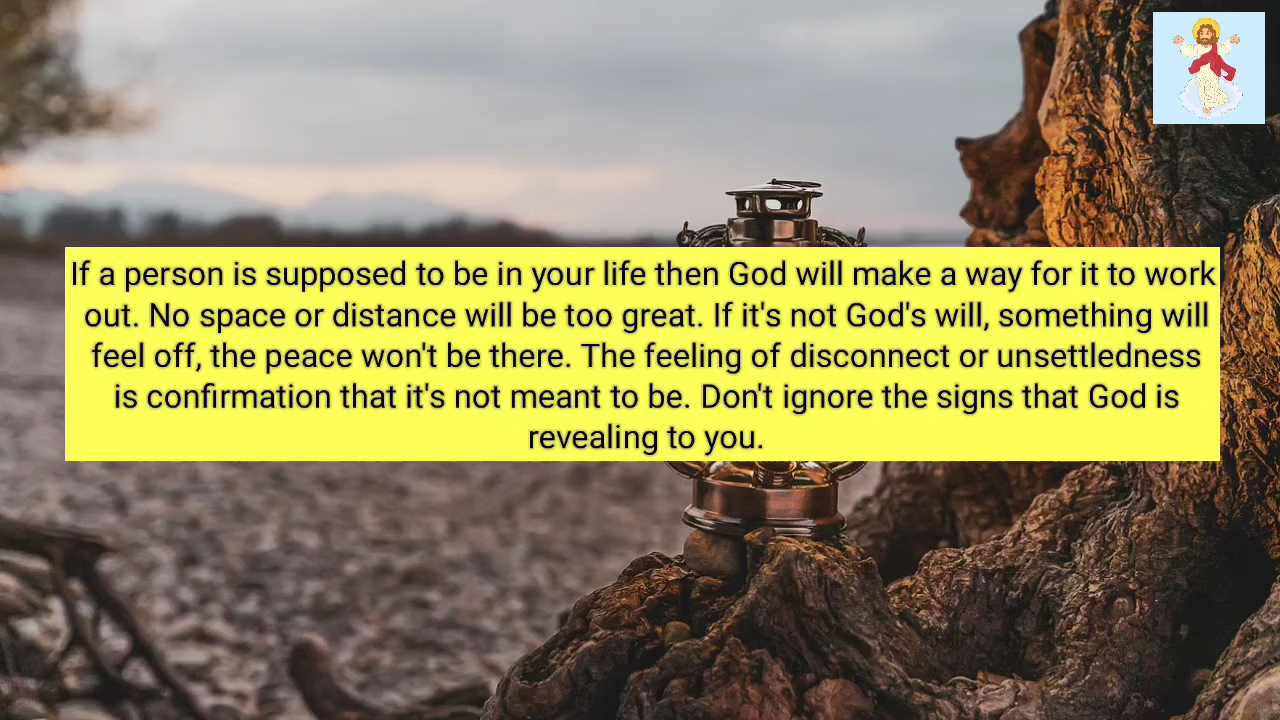 If a person is supposed to be in your life then God will make a way for it to work
out. No space or distance will be too great. If it's not God's will, something will
feel off, the peace won't be there. The feeling of disconnect or unsettledness
is confirmation that it's not meant to be. Don't ignore the signs that God is
revealing to you.